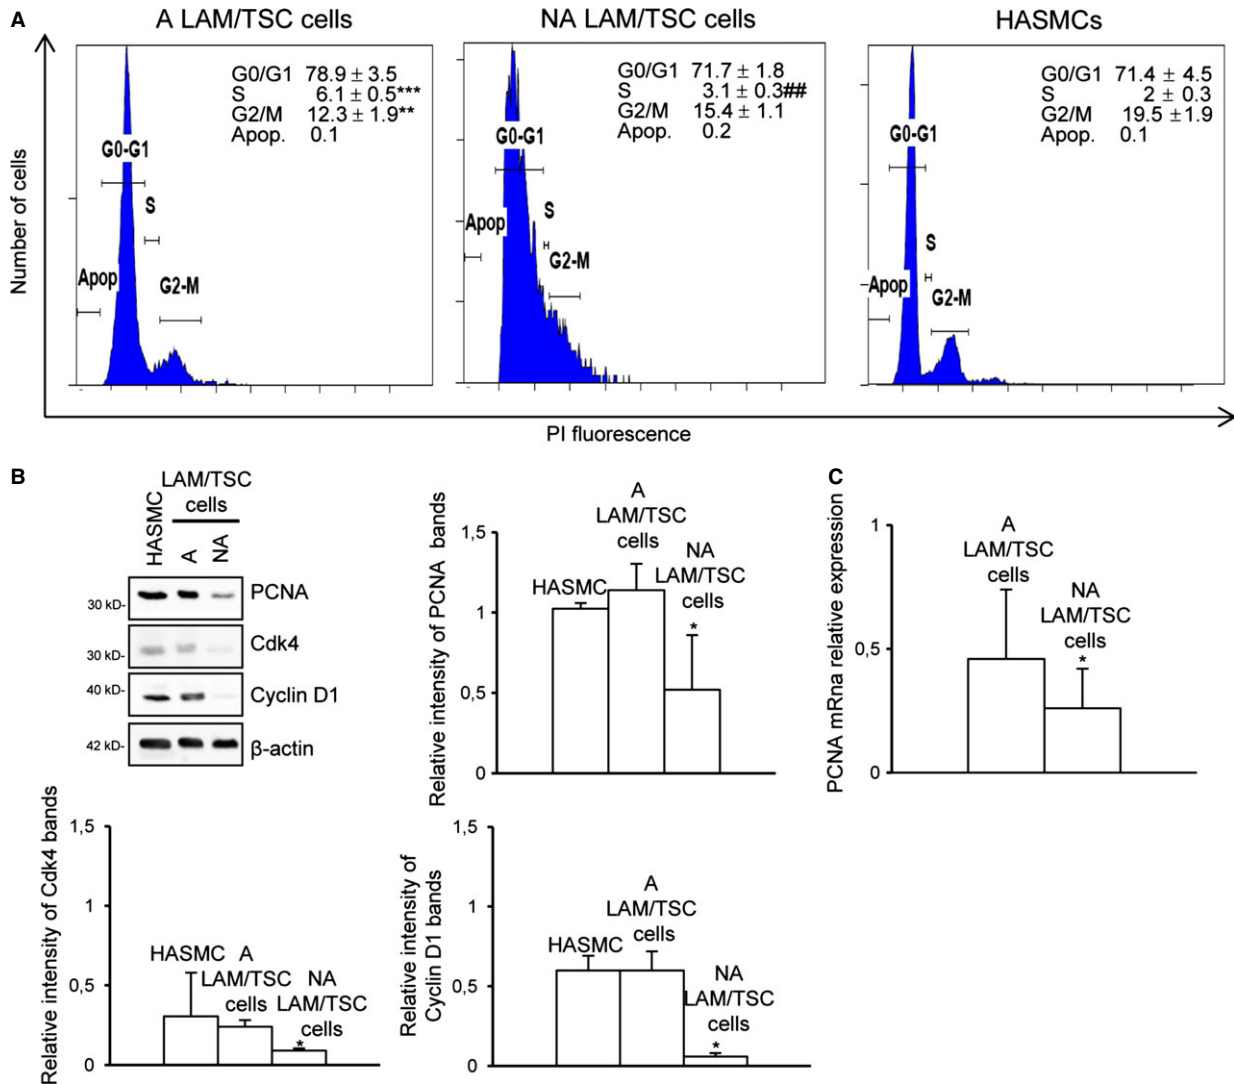 A
A LAM/TSC cells
NA LAM/TSC cells
HASMCs
Number of cells
G0/G1 78.9 ± 3.5
S 6.1 ± 0.5***
G2/M 12.3 ± 1.9**
Apop. 0.1
G0-G1
S
Apop
G2-M
G0/G1 71.7 ± 1.8
S 3.1 ± 0.3##
G2/M 15.4 ± 1.1
Apop. 0.2
G0-G1
Apop
S
G2-M
G0/G1 71.4 ± 4.5
S 2 ± 0.3
G2/M 19.5 ±1.9
Apop. 0.1
G0-G1
S
Apop
G2-M
PI fluorescence
B
LAM/TSC
cells
HASMC
A
NA
30 kD-
PCNA
30 kD-
Cdk4
40 kD-
Cyclin D1
42 kD-
β-actin
Relative intensity of PCNA bands
1,5
1
0,5
0
HASMC
A
LAM/TSC
cells
NA
LAM/TSC
cells
*
C
PCNA mRna relative expression
1
0,5
0
A
LAM/TSC
cells
NA
LAM/TSC
cells
*
Relative intensity of Cdk4 bands
1,5
1
0,5
0
HASMC
A
LAM/TSC
cells
NA
LAM/TSC
cells
*
Relative intensity of
Cyclin D1 bands
1,5
1
0,5
0
HASMC
A
LAM/TSC
cells
NA
LAM/TSC
cells
*